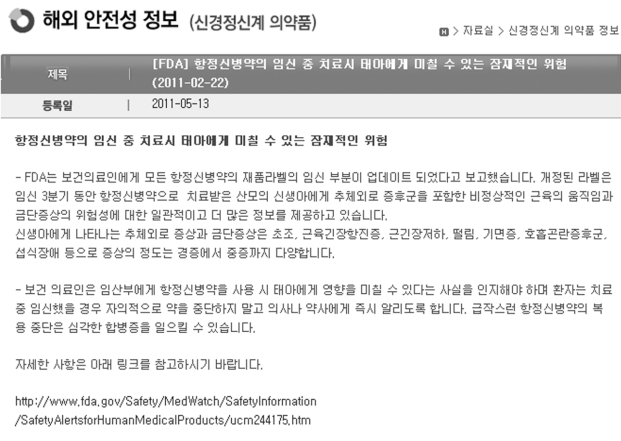 해외 안전성 정보 (신경정신계 의약품)
> 자료실 > 신경정신계 의약품 정보
제목 | [FDA] 항정신병약의 임신 중 치료시 태아에게 미칠 수 있는 잠재적인 위험
(2011-02-22)
등록일 | 2011-05-13
항정신병약의 임신 중 치료시 태아에게 미칠 수 있는 잠재적인 위험
- FDA는 보건의료인에게 모든 항정신병약의 재품라벨의 임신 부분이 업데이트 되었다고 보고했습니다. 개정된 라벨은
임신 3분기 동안 항정신병약으로 치료받은 산모의 신생아에게 추체외로 증후군을 포함한 비정상적인 근육의 움직임과
금단증상의 위험성에 대한 일관적이고 더 많은 정보를 제공하고 있습니다.
신생아에게 나타나는 추체외로 증상과 금단증상은 초조, 근육긴장항진증, 근긴장저하, 떨림, 기면증, 호흡곤란증후군,
섭식장애 등으로 증상의 정도는 경증에서 중증까지 다양합니다.
- 보건 의료인은 임산부에게 항정신병약을 사용 시 태아에게 영향을 미칠 수 있다는 사실을 인지해야 하며 환자는 치료
중 임신했을 경우 자의적으로 약을 중단하지 말고 의사나 약사에게 즉시 알리도록 합니다. 급작스런 항정신병약의 복
용 중단은 심각한 합병증을 일으킬 수 있습니다.
자세한 사항은 아래 링크를 참고하시기 바랍니다.
http://www.fda.gov/Safety/MedWatch/SafetyInformation
/SafetyAlertsforHumanMedicalProducts/ucm244175.htm